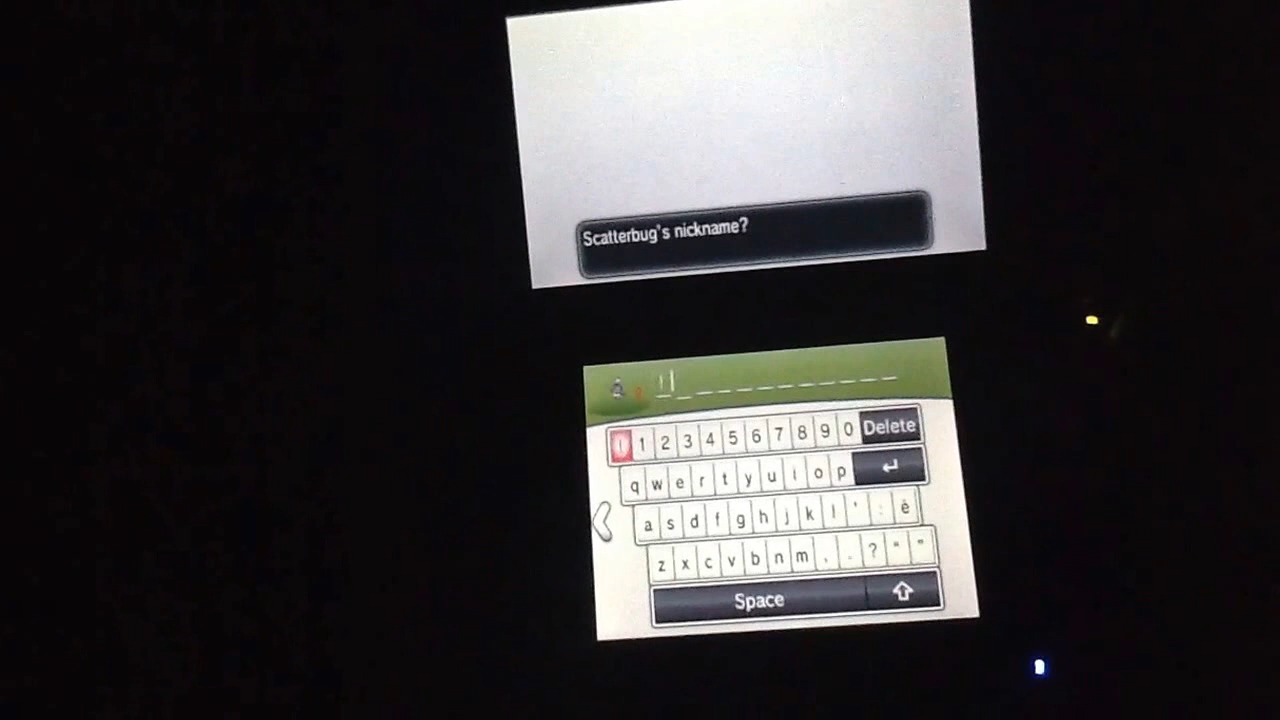 Scatterbug's nickname?
!
! 1 2 3 4 5 6 7 8 9 0 Delete
q w e r t y u i o p
a s d f g h j k l ' : é
z x c v b n m , . ? “ ”
Space